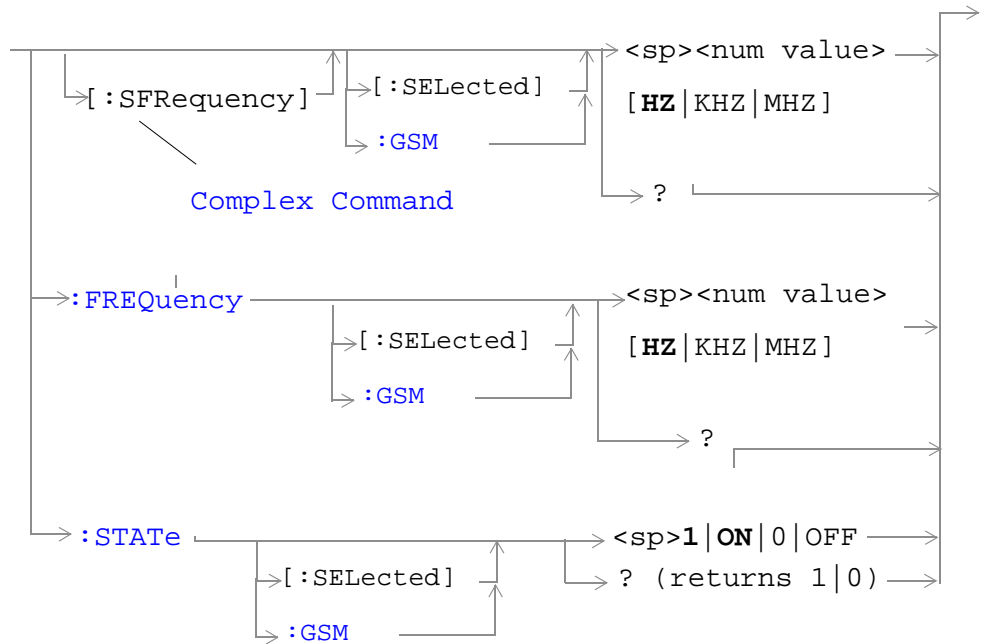 <sp><num value>
[:SFRequency] [:SELected] [HZ|KHZ|MHZ]
:GSM
Complex Command ?
:FREQuency <sp><num value>
[:SELected] [HZ|KHZ|MHZ]
:GSM
?
:STATe <sp>1|ON|0|OFF
[:SELected] ? (returns 1|0)
:GSM